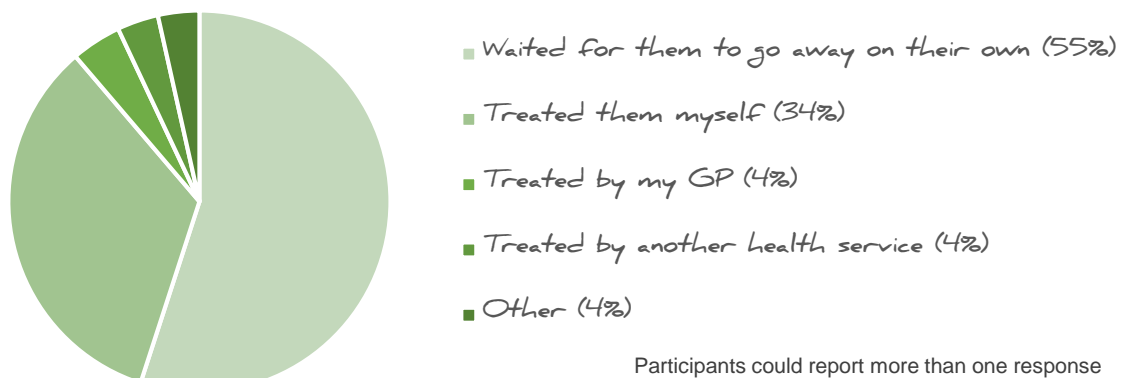 Waited for them to go away on their own (55%)
Treated them myself (34%)
Treated by my GP (4%)
Treated by another health service (4%)
Other (4%)
Participants could report more than one response